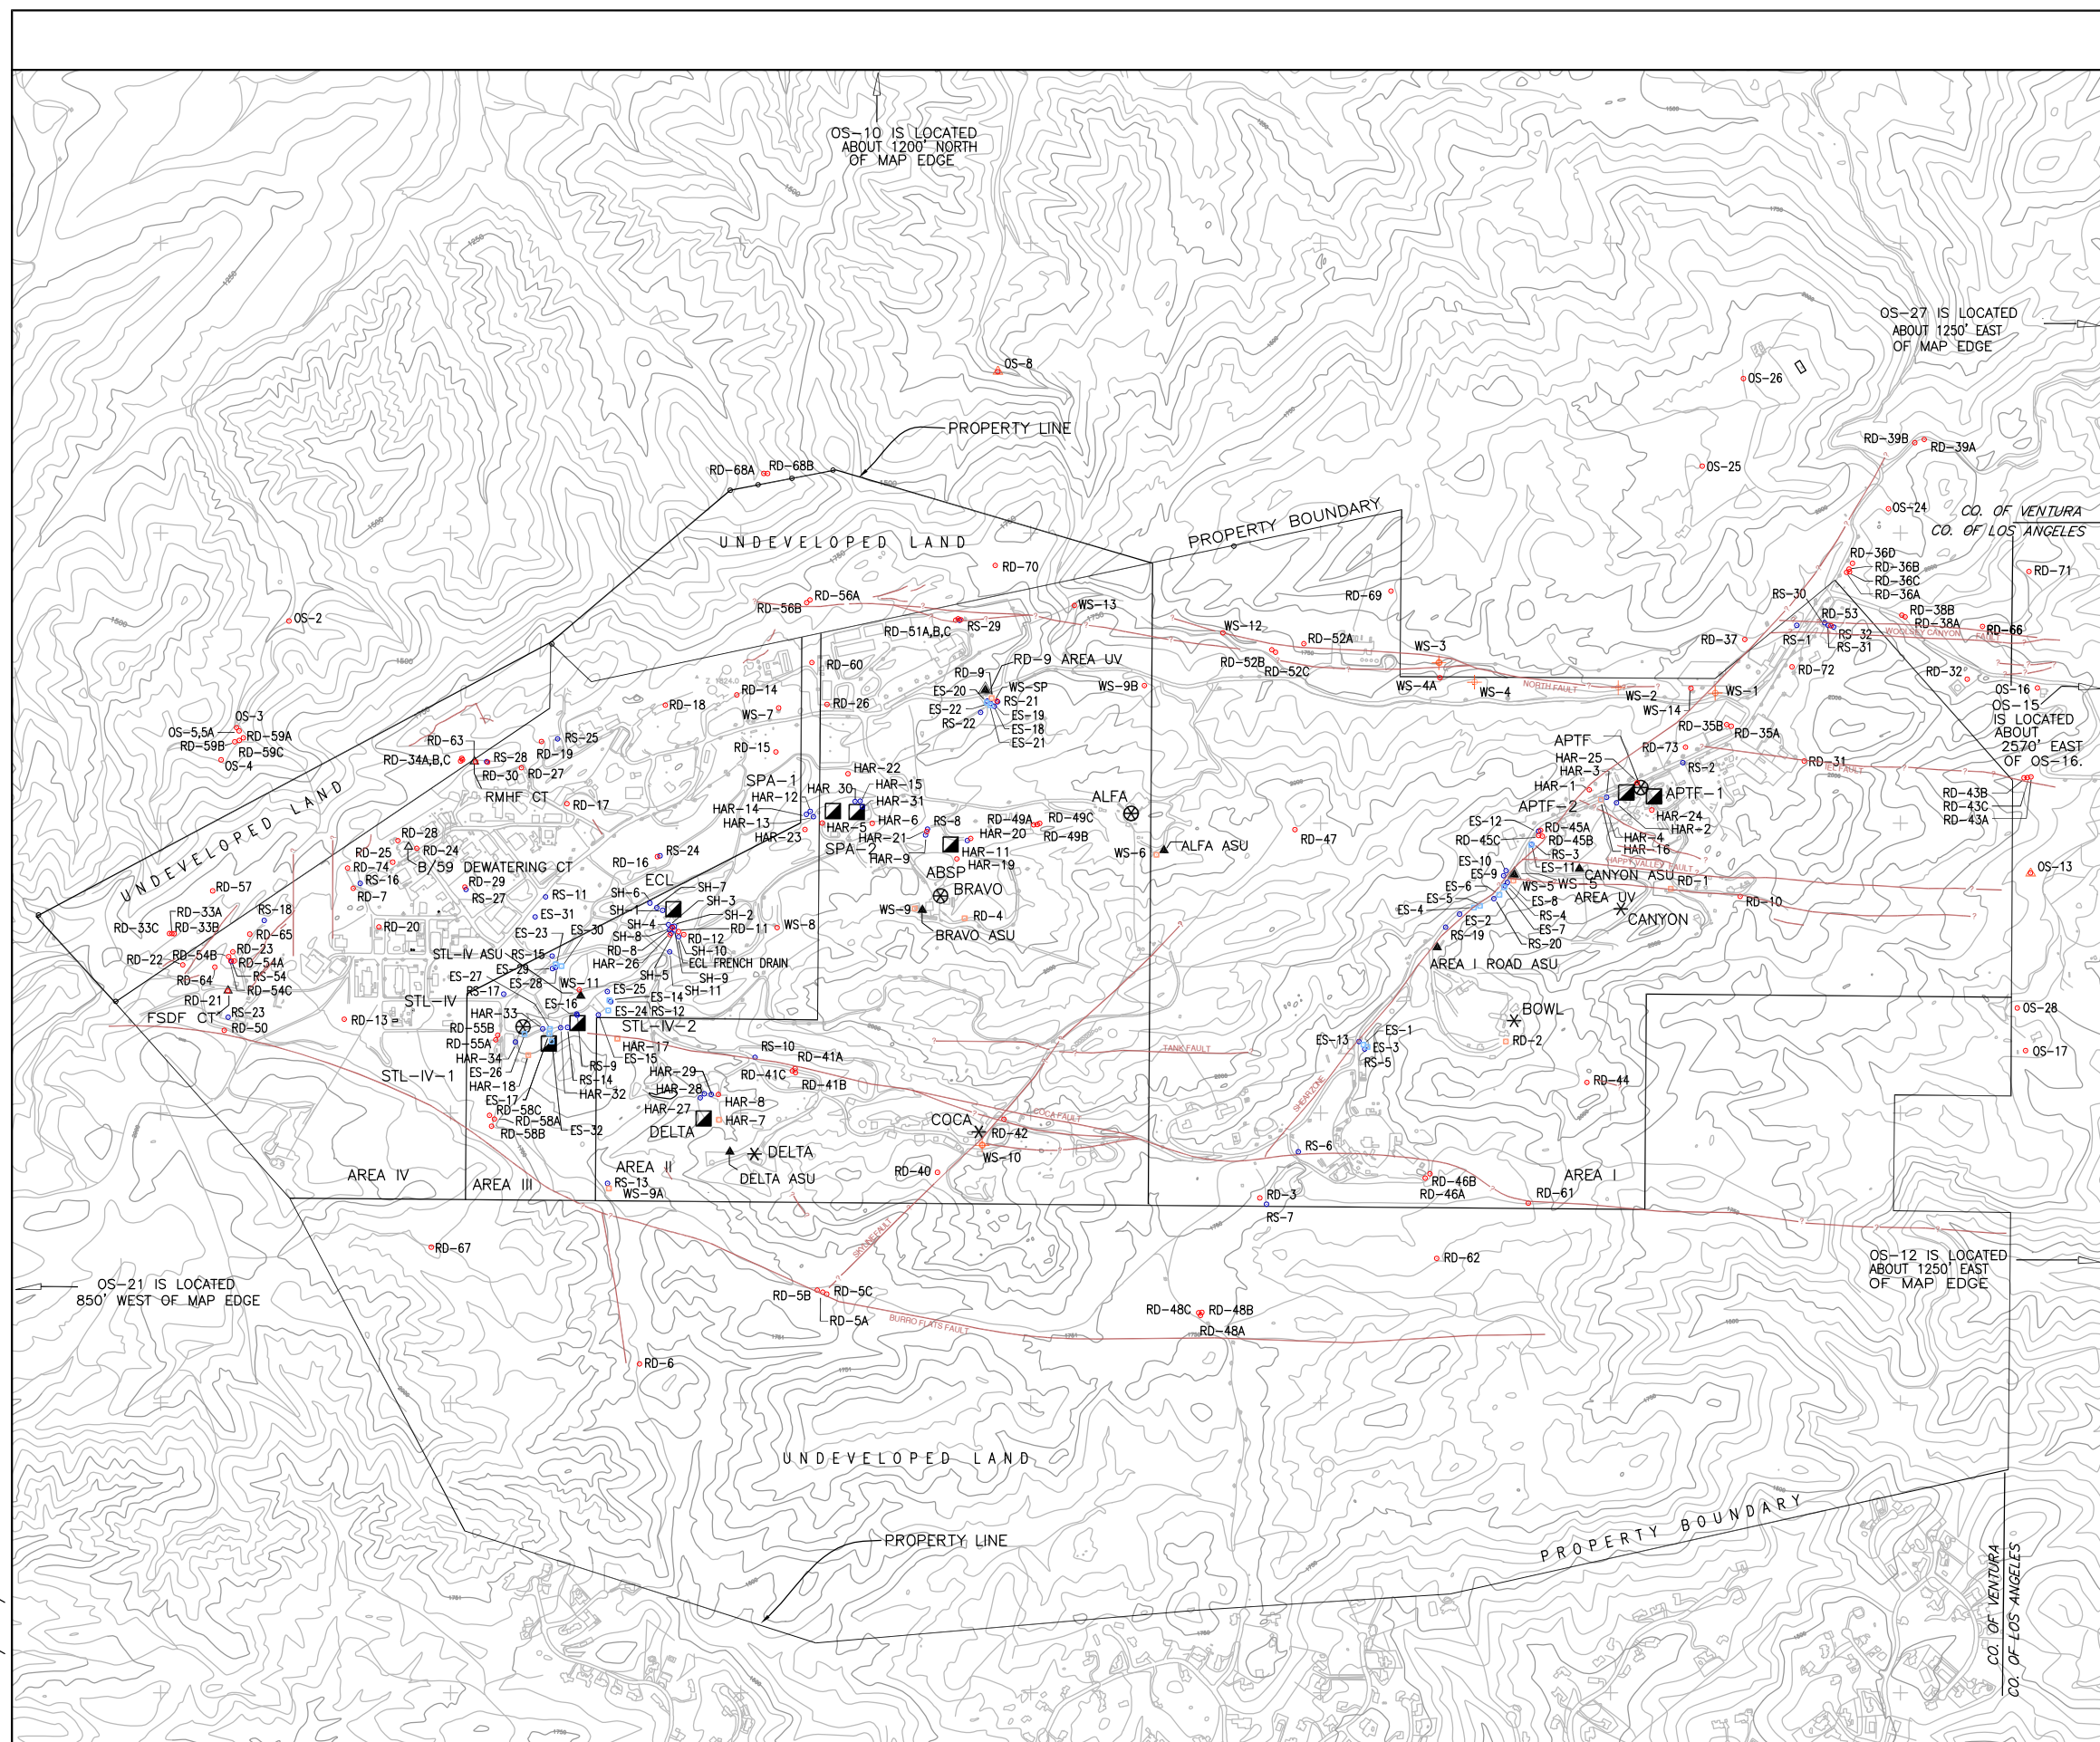 OS-10 IS LOCATED
ABOUT 1200' NORTH
OF MAP EDGE
OS-27 IS LOCATED
ABOUT 1250' EAST
OF MAP EDGE
OS-8
OS-26
PROPERTY LINE
RD-39B
RD-39A
RD-68A
RD-68B
OS-25
PROPERTY BOUNDARY
OS-24
CO. OF VENTURA
CO. OF LOS ANGELES
UNDEVELOPED LAND
RD-70
RD-36D
RD-36B
RD-36C
RD-36A
RD-71
RD-69
RS-30
RD-56A
RD-56B
WS-13
OS-2
RD-51A,B,C
RS-29
WS-12
RD-53
RD-38B
RD-38A
RD-66
RS-1
RS-32
RS-31
WOOLSEY CANYON FAULT
RD-37
RD-52A
RD-52B
RD-52C
WS-3
RD-60
RD-9 AREA UV
RD-9
RD-72
RD-32
WS-9B
WS-4A
WS-4
NORTH FAULT
WS-2
WS-1
WS-14
OS-16
OS-15
IS LOCATED
ABOUT
2570' EAST
OF OS-16.
RD-14
RD-18
WS-7
RD-26
ES-20
WS-SP
RS-21
ES-22
RS-22
ES-19
ES-18
ES-21
OS-3
OS-5,5A
RD-59A
RD-59B
RD-59C
OS-4
RD-35B
RD-35A
RD-63
RS-25
RD-19
RD-15
APTF
RD-73
RD-34A,B,C
RS-28
RD-30
RD-27
RMHF CT
HAR-25
HAR-3
HAR-1
RS-2
RD-31
SPA-1
HAR-22
HAR 30
HAR-15
HAR-12
HAR-31
HAR-14
HAR-13
HAR-6
HAR-5
HAR-23
ALFA
APTF-2
APTF-1
HAR-24
HAR-2
HAR-4
HAR-16
RD-43B
RD-43C
RD-43A
RD-17
RD-49A
RD-49C
RD-49B
RD-47
ES-12
RD-45A
RD-45C
RD-45B
RS-3
RS-8
HAR-21
HAR-20
HAR-11
HAR-9
HAR-19
SPA-2
ABSP
RD-28
RD-25
RD-24
RD-74
B/59
DEWATERING CT
RD-16
RS-24
ECL
WS-6
ALFA ASU
HAPPY VALLEY FAULT
ES-10
ES-11
CANYON ASU
ES-9
ES-6
WS-5
WS-5
AREA UV
RD-1
OS-13
UNDEVELOPED LAND
RD-57
RS-16
RD-7
RD-29
RS-27
RS-11
SH-7
SH-6
SH-3
SH-1
SH-2
SH-4
RD-11
BRAVO
WS-9
RD-4
BRAVO ASU
WS-8
ES-5
ES-8
RS-4
ES-4
ES-2
ES-7
RS-19
RS-20
CANYON
RD-10
RD-33A
RD-33C
RD-33B
RS-18
RD-65
RD-20
ES-31
ES-30
ES-23
SH-8
RD-12
RD-8
SH-10
ECL FRENCH DRAIN
HAR-26
SH-5
SH-9
SH-11
AREA I ROAD ASU
RD-23
RD-54B
RD-22
RD-54A
RS-54
RD-64
RD-54C
RD-21
STL-IV ASU
RS-15
ES-29
ES-27
ES-28
RS-17
WS-11
ES-25
ES-16
ES-14
ES-24
RS-12
STL-IV
STL-IV-2
FSDF CT*
RS-23
RD-50
RD-13
HAR-33
RD-55B
RD-55A
HAR-34
ES-26
STL-IV-1
HAR-18
ES-17
RS-9
RS-14
HAR-32
ES-32
HAR-17
ES-15
RS-10
RD-41A
RD-41C
RD-41B
TANK FAULT
ES-13
ES-1
ES-3
RS-5
BOWL
RD-2
OS-28
OS-17
RD-44
SHEAR ZONE
HAR-29
HAR-28
HAR-8
HAR-27
HAR-7
DELTA
RD-58C
RD-58A
RD-58B
COCA
COCA FAULT
RD-42
WS-10
DELTA
DELTA ASU
RD-40
RS-6
AREA IV
AREA III
AREA II
RS-13
WS-9A
RD-46B
RD-46A
AREA I
RD-61
RD-3
RS-7
SKYLINE FAULT
RD-67
RD-62
OS-21 IS LOCATED
850' WEST OF MAP EDGE
OS-12 IS LOCATED
ABOUT 1250' EAST
OF MAP EDGE
RD-5B
RD-5C
RD-5A
BURRO FLATS FAULT
RD-48C
RD-48B
RD-48A
RD-6
UNDEVELOPED LAND
PROPERTY LINE
PROPERTY BOUNDARY
CO. OF VENTURA
CO. OF LOS ANGELES